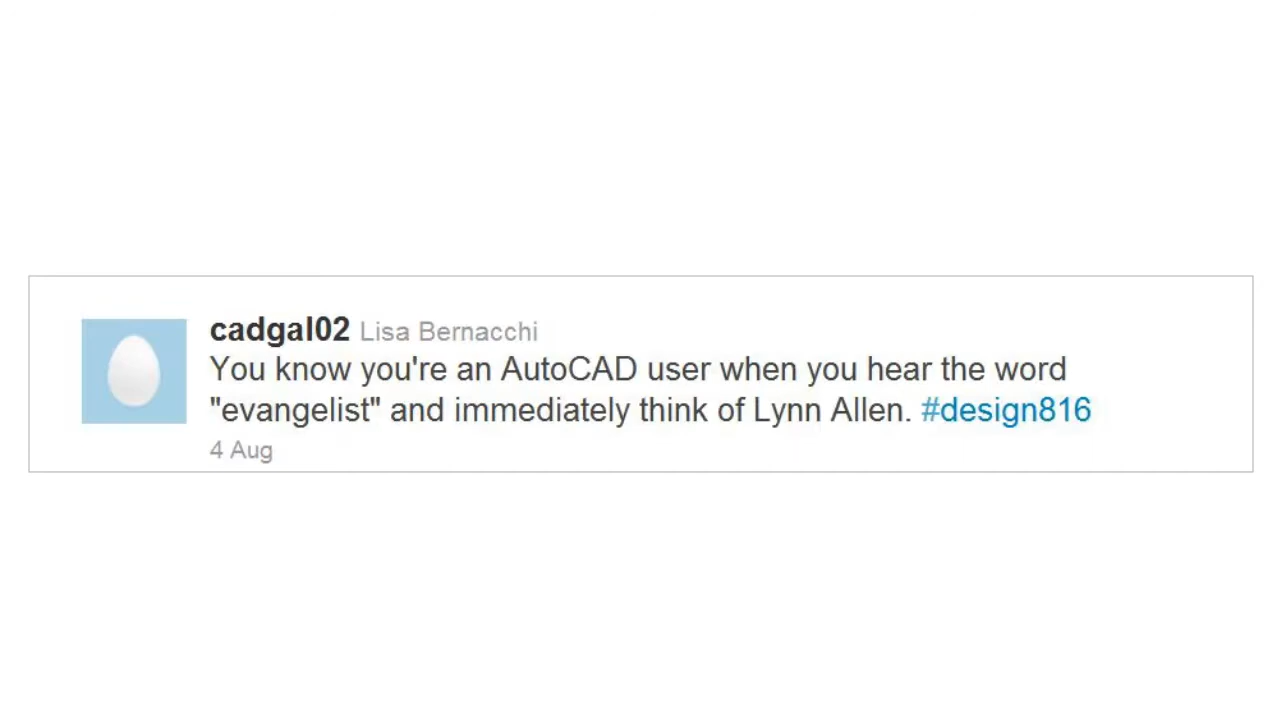 cadgal02 Lisa Bernacchi
You know you're an AutoCAD user when you hear the word
"evangelist" and immediately think of Lynn Allen. #design816
4 Aug